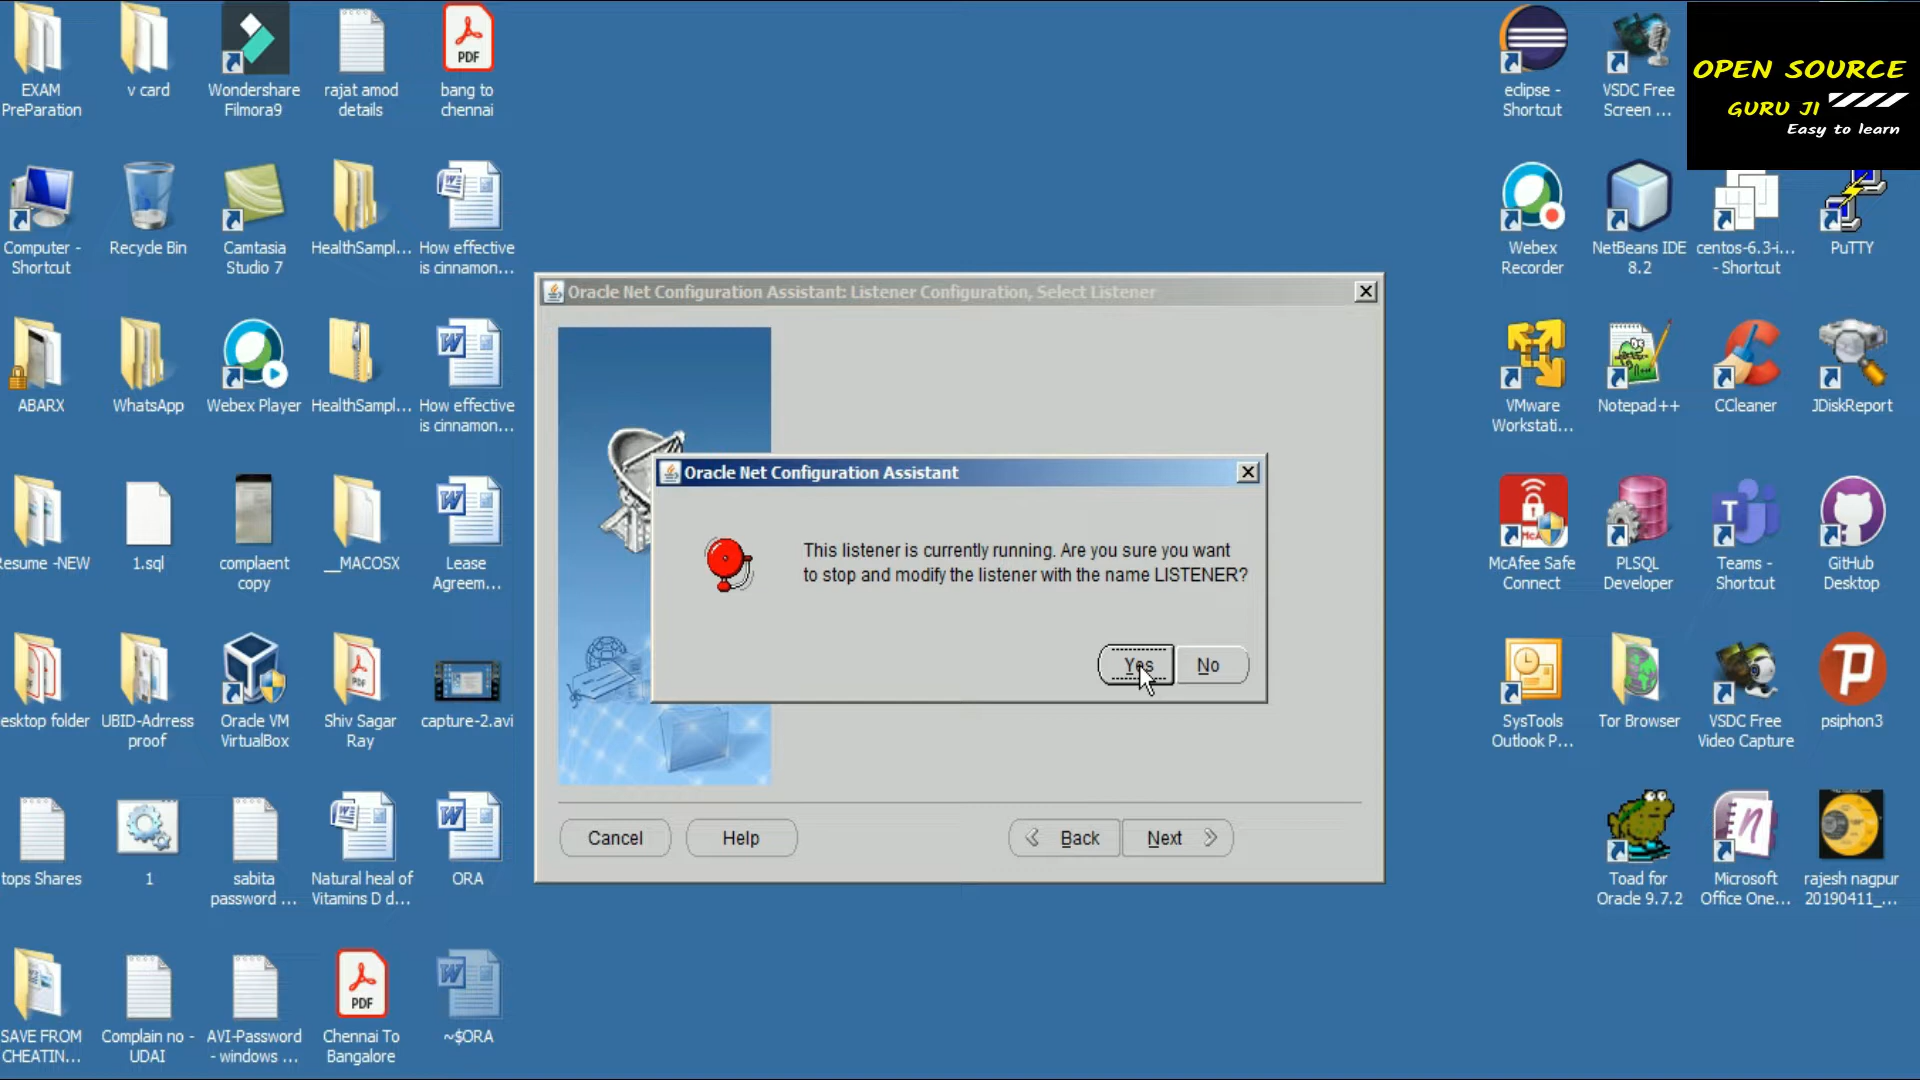 EXAM
PreParation
v card
Wondershare
Filmora9
rajat amod
details
PDF
bang to
chennai
eclipse -
Shortcut
VSDC Free
Screen ...
OPEN SOURCE
GURU JI
Easy to learn
Computer -
Shortcut
Recycle Bin
Camtasia
Studio 7
HealthSampl...
How effective
is cinnamon...
Webex
Recorder
NetBeans IDE
8.2
centos-6.3-i...
- Shortcut
PuTTY
Oracle Net Configuration Assistant: Listener Configuration, Select Listener
ABARX
WhatsApp
Webex Player
HealthSampl...
How effective
is cinnamon...
VMware
Workstati...
Notepad++
CCleaner
JDiskReport
Oracle Net Configuration Assistant
This listener is currently running. Are you sure you want
to stop and modify the listener with the name LISTENER?
Yes
No
Resume -NEW
1.sql
complaent
copy
__MACOSX
Lease
Agreem...
McAfee Safe
Connect
PLSQL
Developer
Teams -
Shortcut
GitHub
Desktop
esktop folder
UBID-Adrress
proof
Oracle VM
VirtualBox
Shiv Sagar
Ray
capture-2.avi
SysTools
Outlook P...
Tor Browser
VSDC Free
Video Capture
psiphon3
Cancel
Help
Back
Next
tops Shares
1
sabita
password ...
Natural heal of
Vitamins D d...
ORA
Toad for
Oracle 9.7.2
Microsoft
Office One...
rajesh nagpur
20190411_...
SAVE FROM
CHEATIN...
Complain no -
UDAI
AVI-Password
- windows ...
PDF
Chennai To
Bangalore
~$ORA